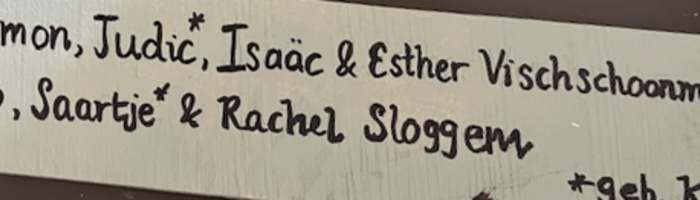 mon, Judic*, Isaäc & Esther Vischschoonm
, Saartje* & Rachel Sloggem
*geb. K